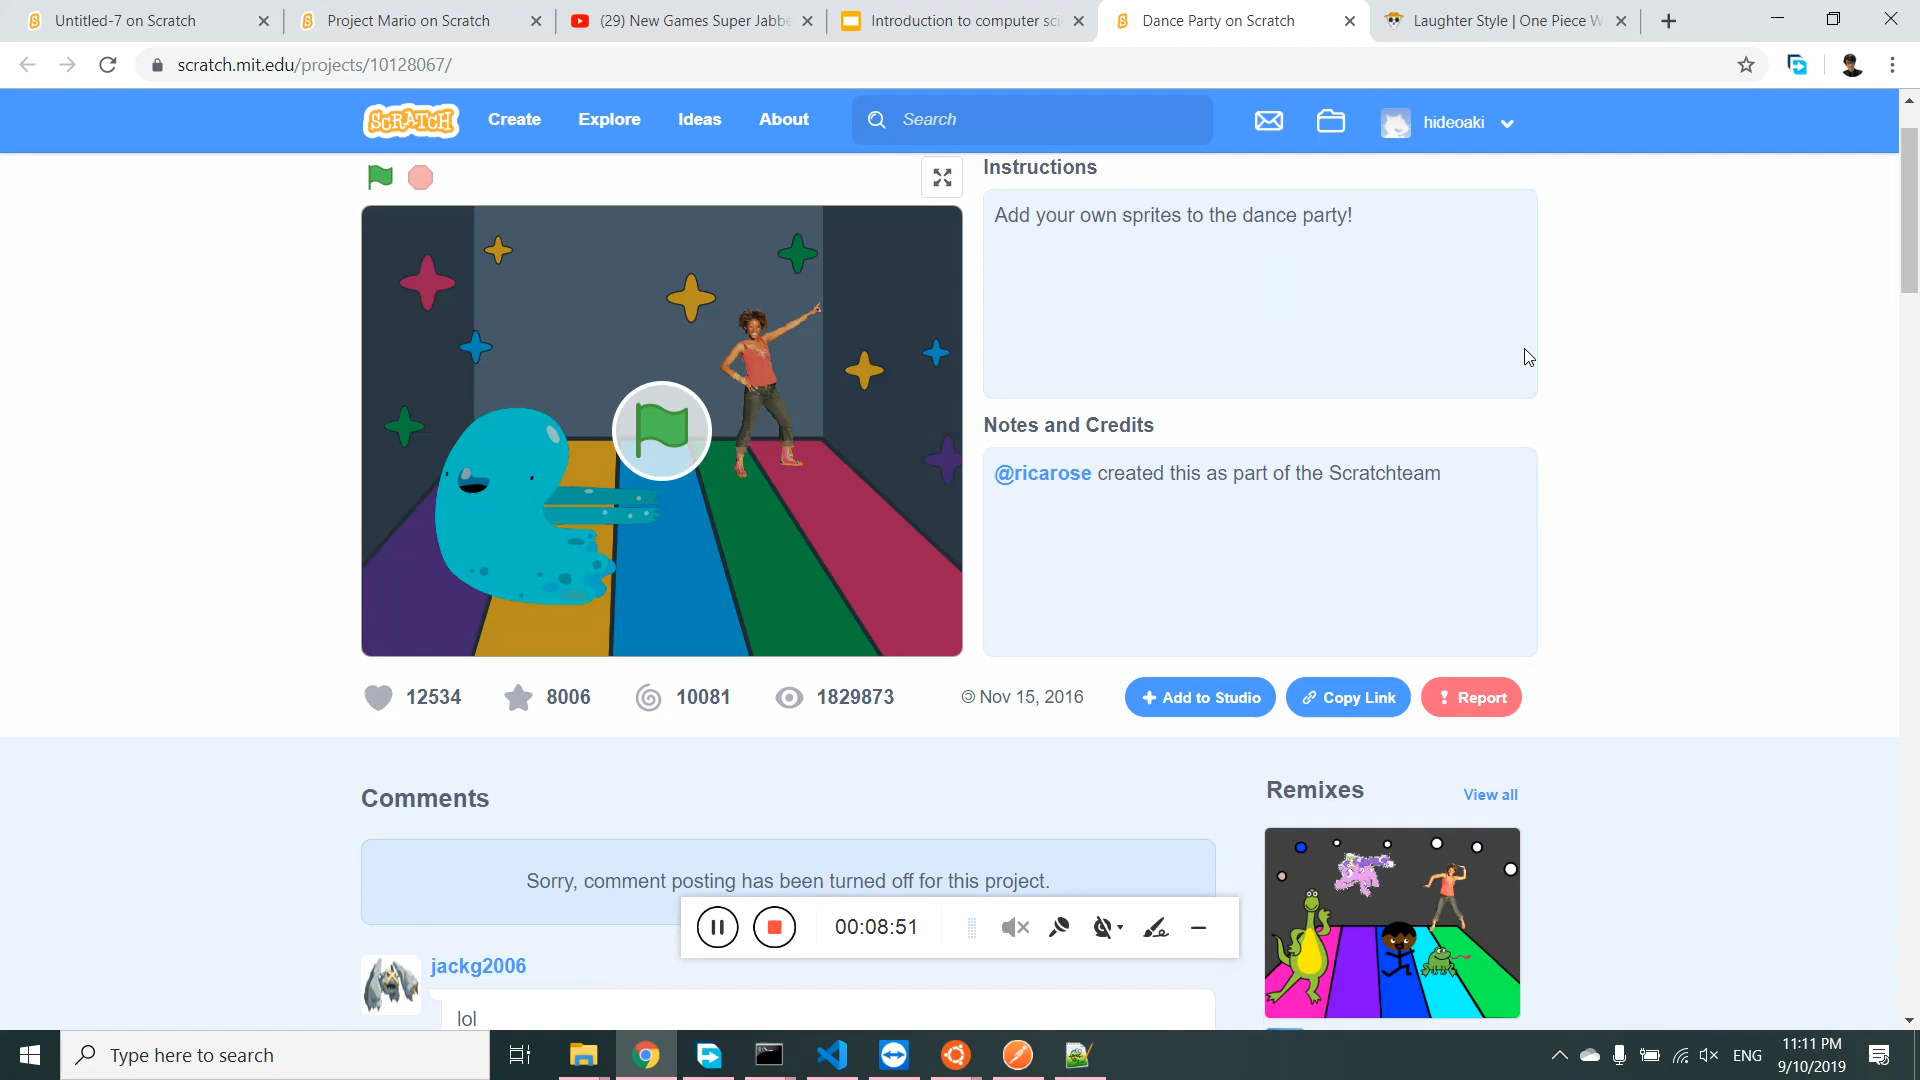 Untitled-7 on Scratch
Project Mario on Scratch
(29) New Games Super Jabbe
Introduction to computer sci
Dance Party on Scratch
Laughter Style | One Piece W
scratch.mit.edu/projects/10128067/
SCRATCH
Create
Explore
Ideas
About
Search
hideoaki
Instructions
Add your own sprites to the dance party!
Notes and Credits
@ricarose created this as part of the Scratchteam
12534
8006
10081
1829873
© Nov 15, 2016
Add to Studio
Copy Link
Report
Comments
Remixes
View all
Sorry, comment posting has been turned off for this project.
00:08:51
jackg2006
lol
Type here to search
ENG
11:11 PM
9/10/2019